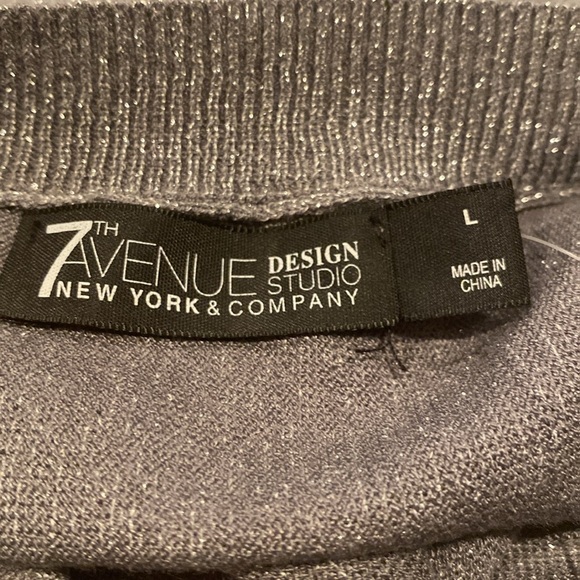 7TH AVENUE DESIGN STUDIO
NEW YORK & COMPANY
L
MADE IN
CHINA